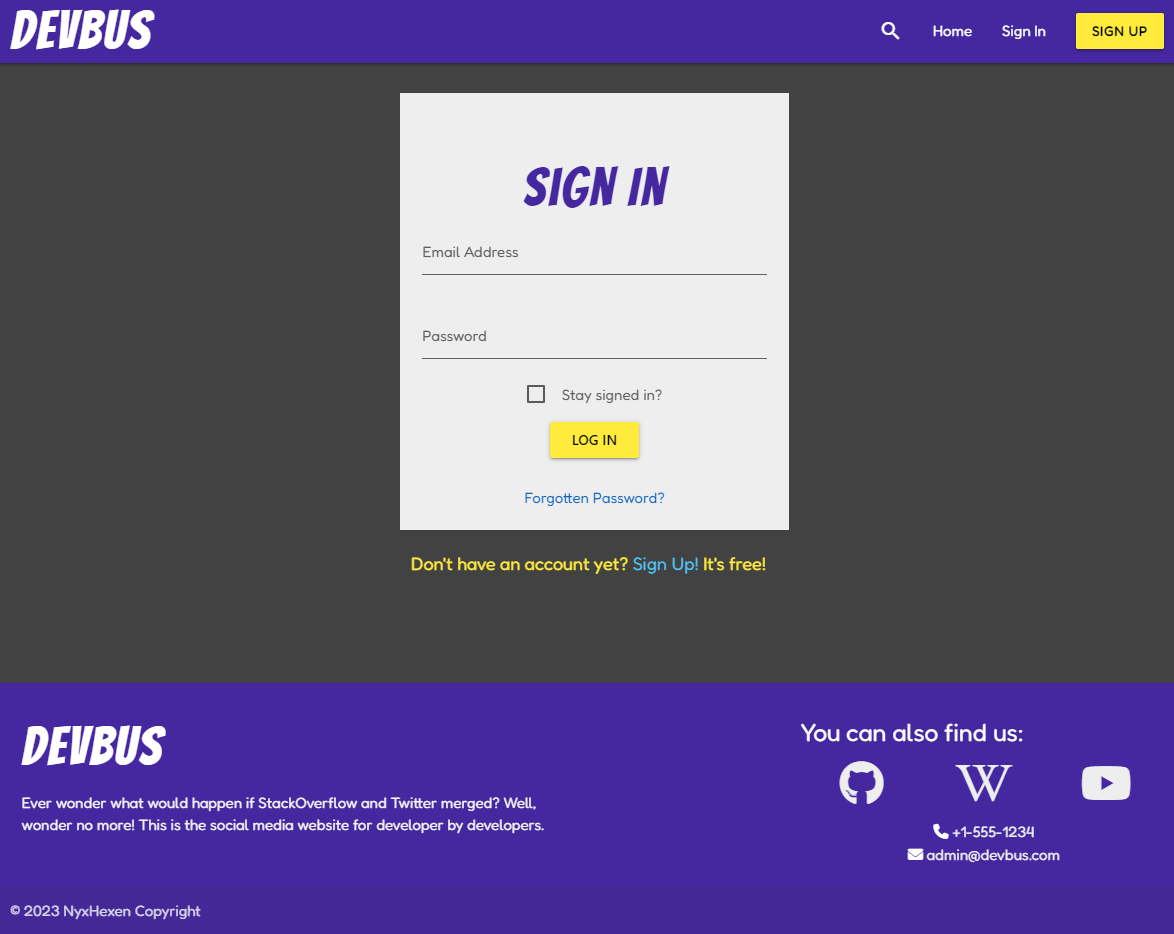 DEVBUS
Home
Sign In
SIGN UP
SIGN IN
Email Address
Password
Stay signed in?
LOG IN
Forgotten Password?
Don't have an account yet? Sign Up! It's free!
DEVBUS
Ever wonder what would happen if StackOverflow and Twitter merged? Well,
wonder no more! This is the social media website for developer by developers.
You can also find us:
W
+1-555-1234
admin@devbus.com
© 2023 NyxHexen Copyright